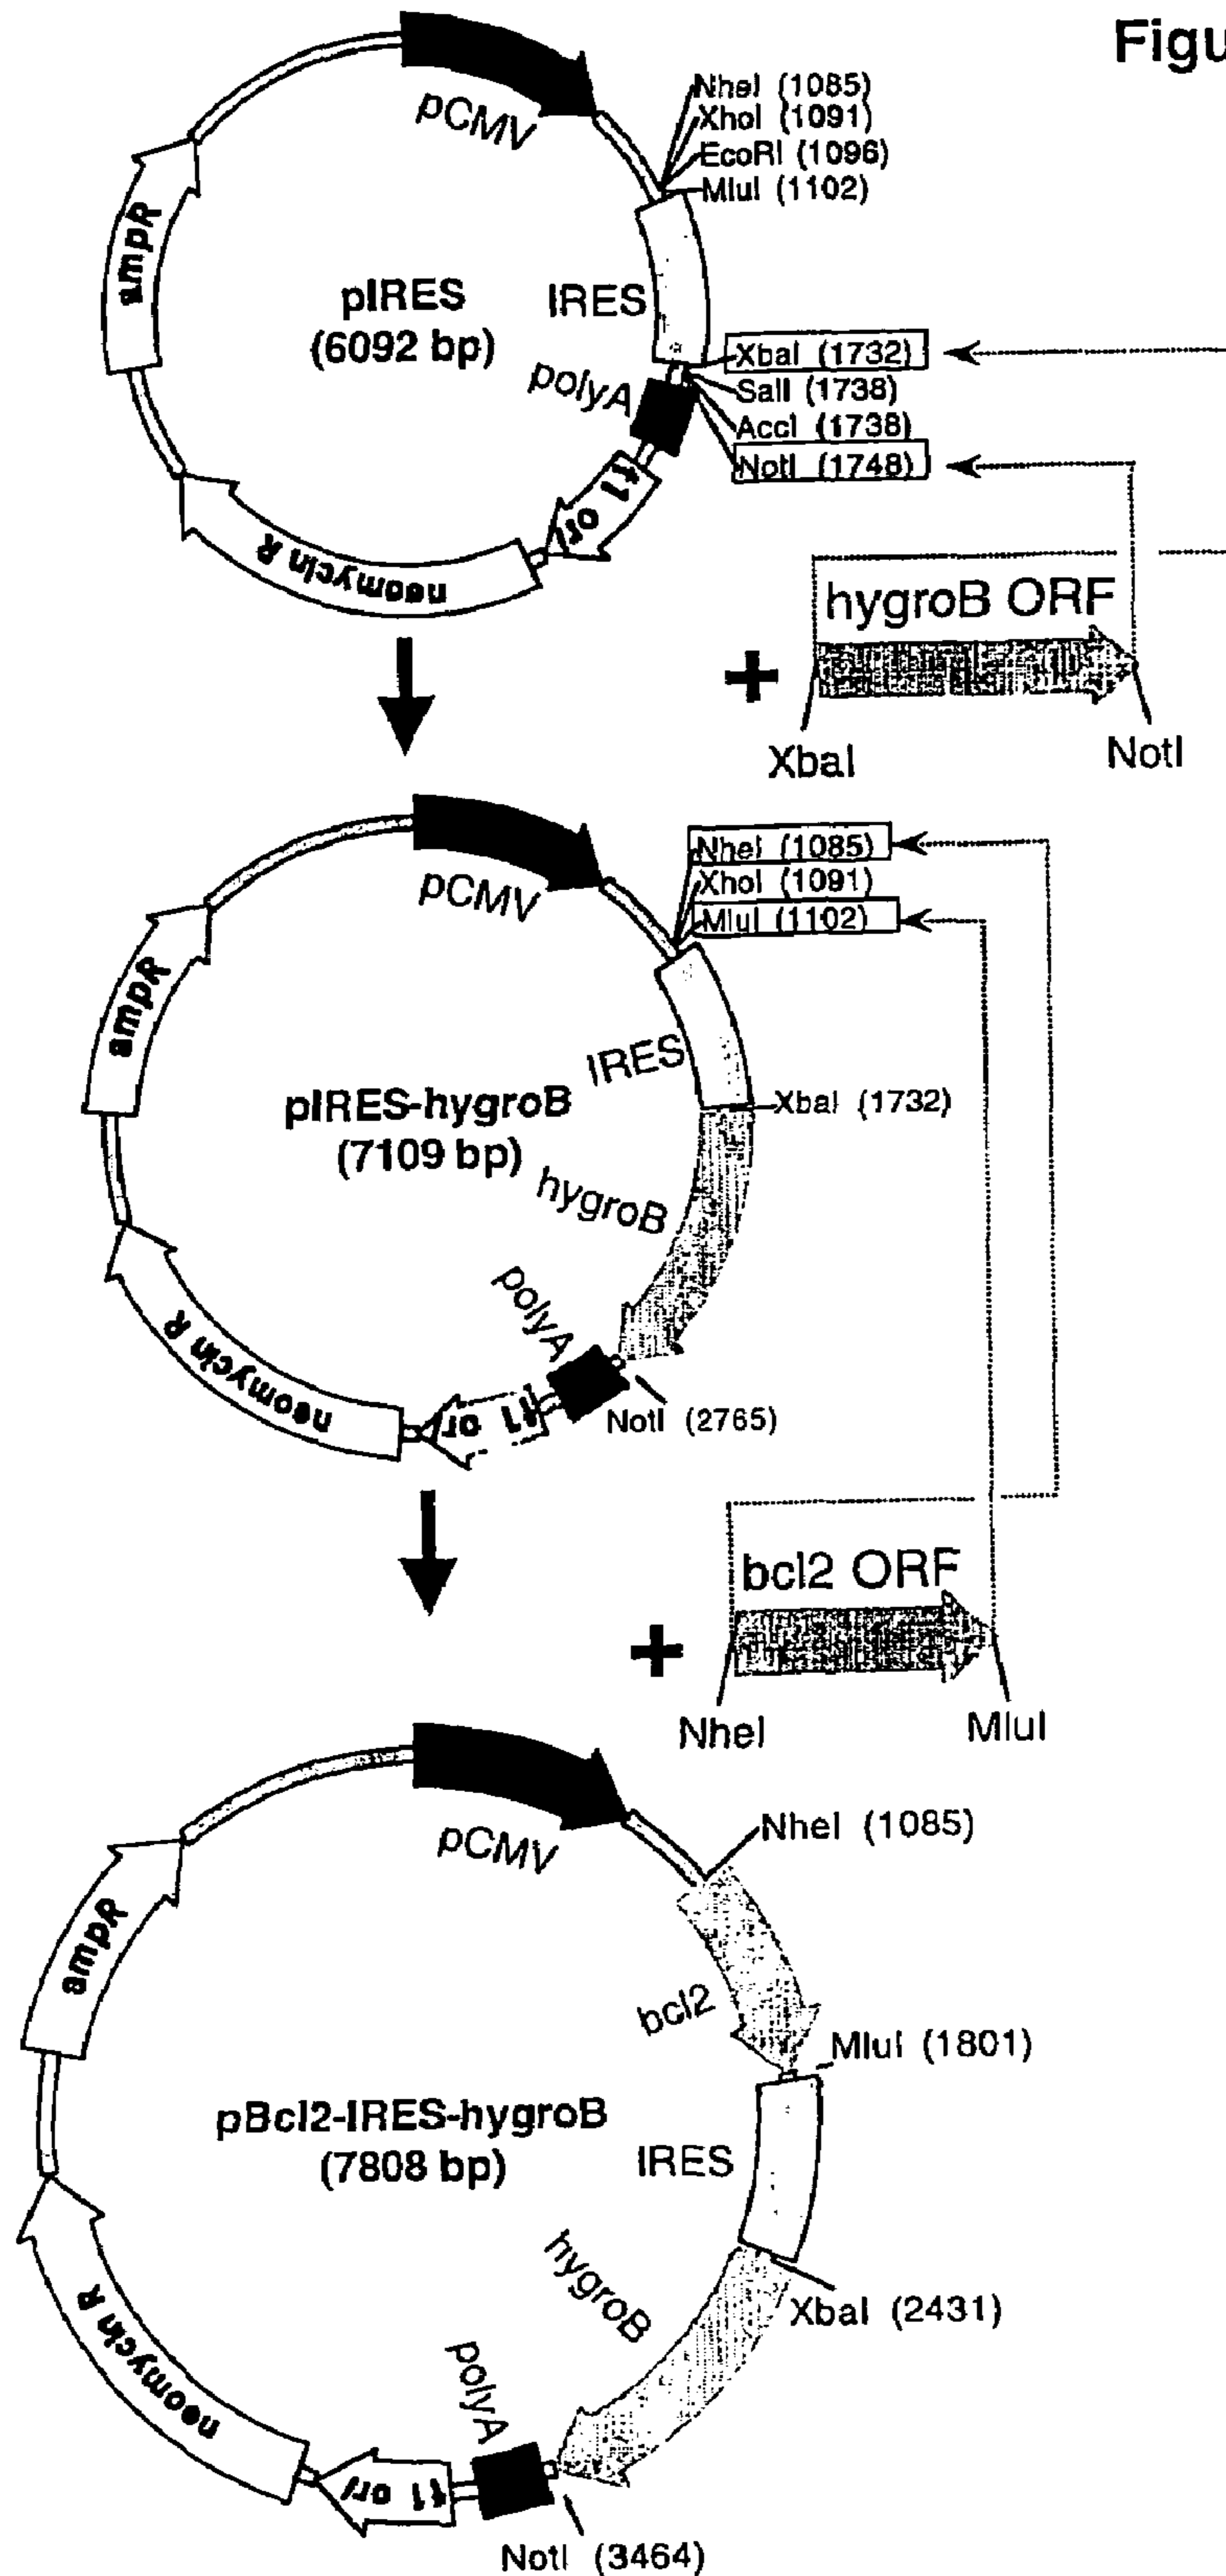 Figu
pCMV
NheI (1085)
XhoI (1091)
EcoRI (1096)
MluI (1102)
ampR
pIRES
(6092 bp)
IRES
XbaI (1732)
SalI (1738)
AccI (1738)
NotI (1748)
polyA
f1 ori
neomycin R
hygroB ORF
+
XbaI
NotI
pCMV
NheI (1085)
XhoI (1091)
MluI (1102)
ampR
IRES
pIRES-hygroB
(7109 bp)
XbaI (1732)
hygroB
polyA
neomycin R
f1 ori
NotI (2765)
bcl2 ORF
+
NheI
MluI
pCMV
NheI (1085)
ampR
bcl2
MluI (1801)
pBcl2-IRES-hygroB
(7808 bp)
IRES
hygroB
XbaI (2431)
neomycin R
polyA
f1 ori
NotI (3464)